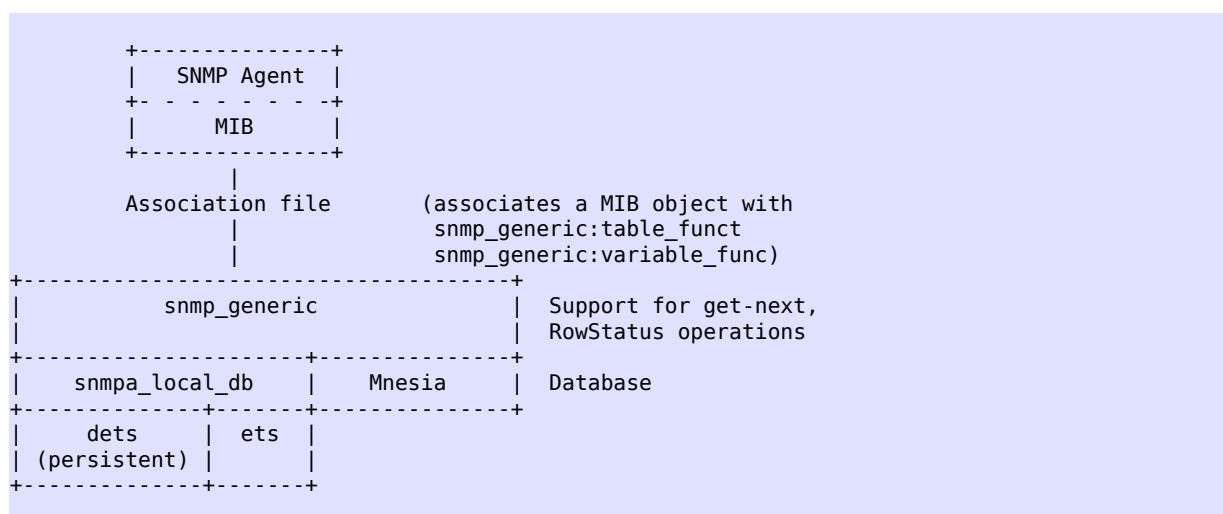 +---------------+
|   SNMP Agent  |
+- - - - - - - -+
|      MIB      |
+---------------+
|
Association file       (associates a MIB object with
|                snmp_generic:table_funct
|                snmp_generic:variable_func)
+--------------------------------------+
|           snmp_generic               |  Support for get-next,
|                                      |  RowStatus operations
+----------------------+---------------+
|    snmpa_local_db    |    Mnesia     |  Database
+--------------+-------+---------------+
|     dets     |  ets  |
| (persistent) |       |
+--------------+-------+